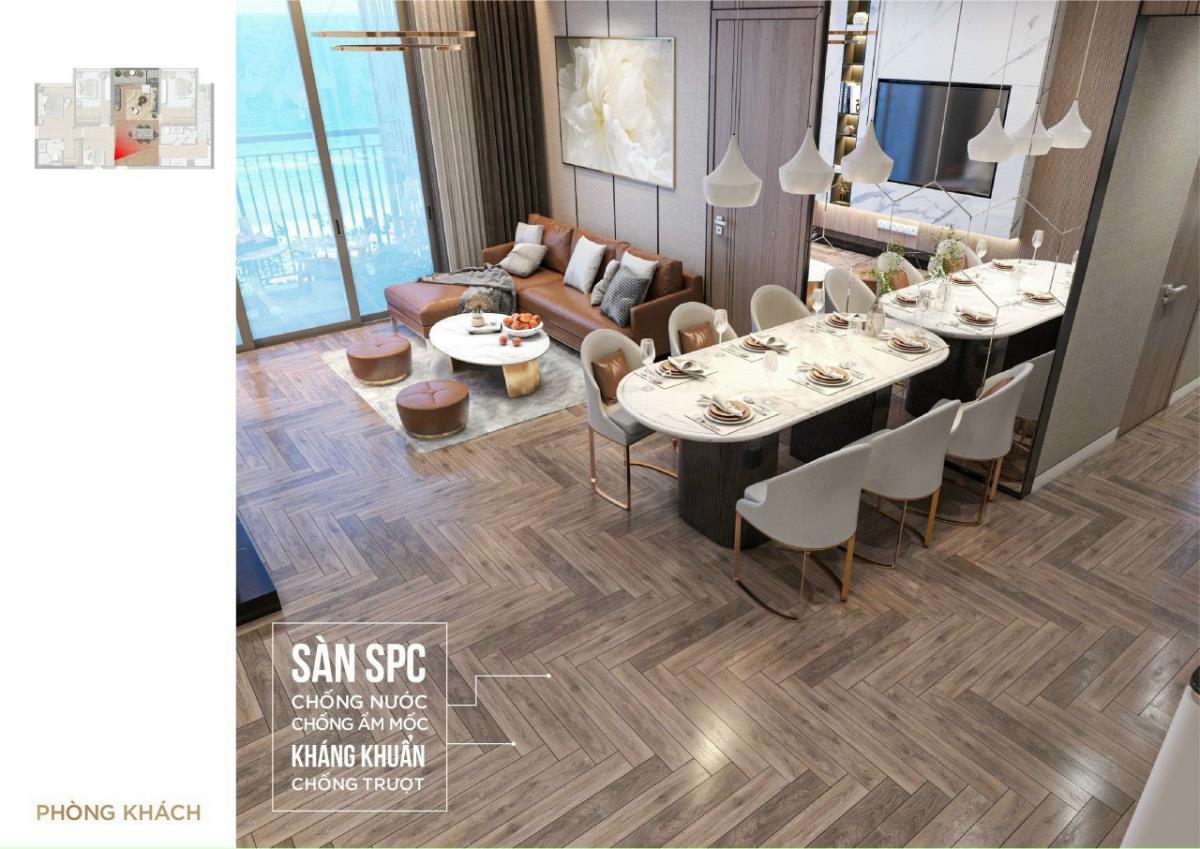 SÀN SPC
CHỐNG NƯỚC
CHỐNG ẨM MỐC
KHÁNG KHUẨN
CHỐNG TRƯỢT
PHÒNG KHÁCH